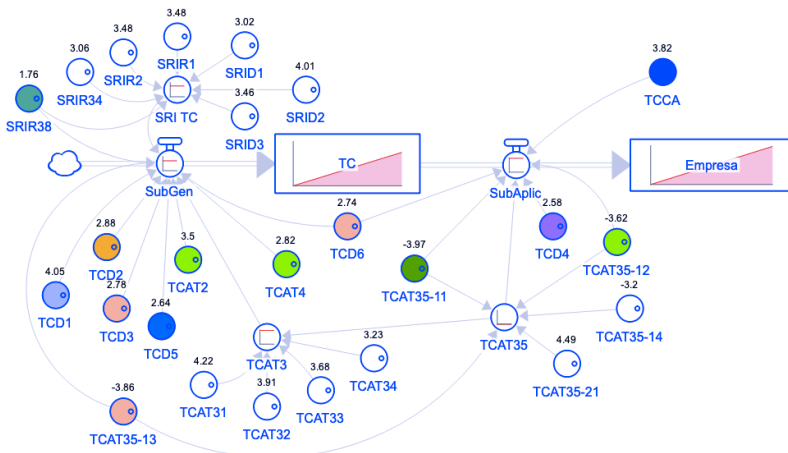 3.48
SRIR1
3.48
SRIR2
3.02
SRID1
3.06
SRIR34
4.01
SRID2
3.82
TCCA
1.76
SRIR38
SRI TC
3.46
SRID3
SubGen
TC
SubAplic
Empresa
2.88
TCD2
3.5
TCAT2
2.82
TCAT4
2.74
TCD6
2.58
TCD4
-3.62
TCAT35-12
-3.97
TCAT35-11
4.05
TCD1
2.78
TCD3
2.64
TCD5
-3.2
TCAT35-14
TCAT35
TCAT3
3.23
TCAT34
4.49
TCAT35-21
4.22
TCAT31
3.91
TCAT32
3.68
TCAT33
-3.86
TCAT35-13